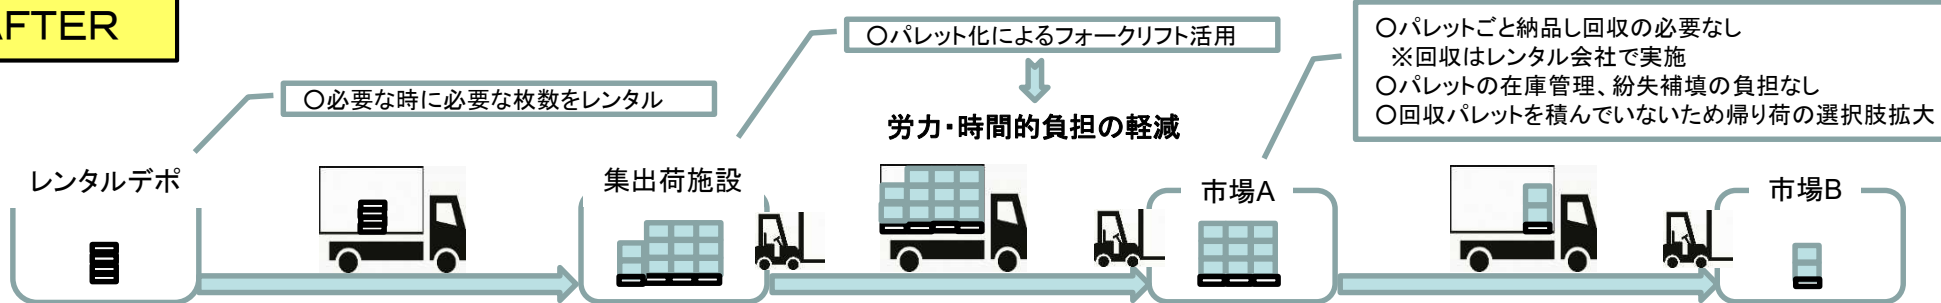 AFTER
〇パレット化によるフォークリフト活用
〇パレットごと納品し回収の必要なし
※回収はレンタル会社で実施
〇パレットの在庫管理、紛失補填の負担なし
〇回収パレットを積んでいないため帰り荷の選択肢拡大
〇必要な時に必要な枚数をレンタル
労力・時間的負担の軽減
レンタルデポ
集出荷施設
市場A
市場B